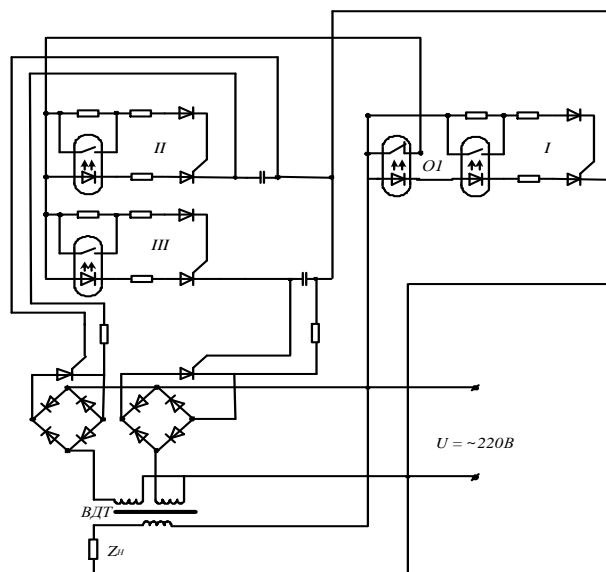 II
O1
I
III
U = ~220В
ВДТ
Zн